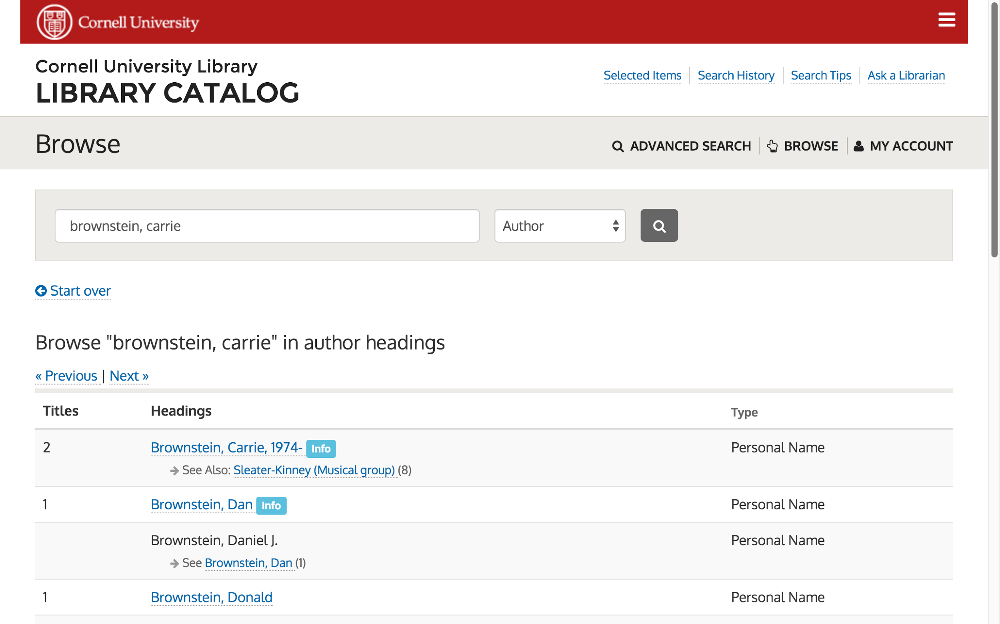 Cornell University
Cornell University Library
LIBRARY CATALOG
Selected Items
Search History
Search Tips
Ask a Librarian
Browse
ADVANCED SEARCH
BROWSE
MY ACCOUNT
brownstein, carrie
Author
Start over
Browse "brownstein, carrie" in author headings
« Previous | Next »
Titles Headings Type
2 Brownstein, Carrie, 1974- Info Personal Name
See Also: Sleater-Kinney (Musical group) (8)
1 Brownstein, Dan Info Personal Name
Brownstein, Daniel J. Personal Name
See Brownstein, Dan (1)
1 Brownstein, Donald Personal Name